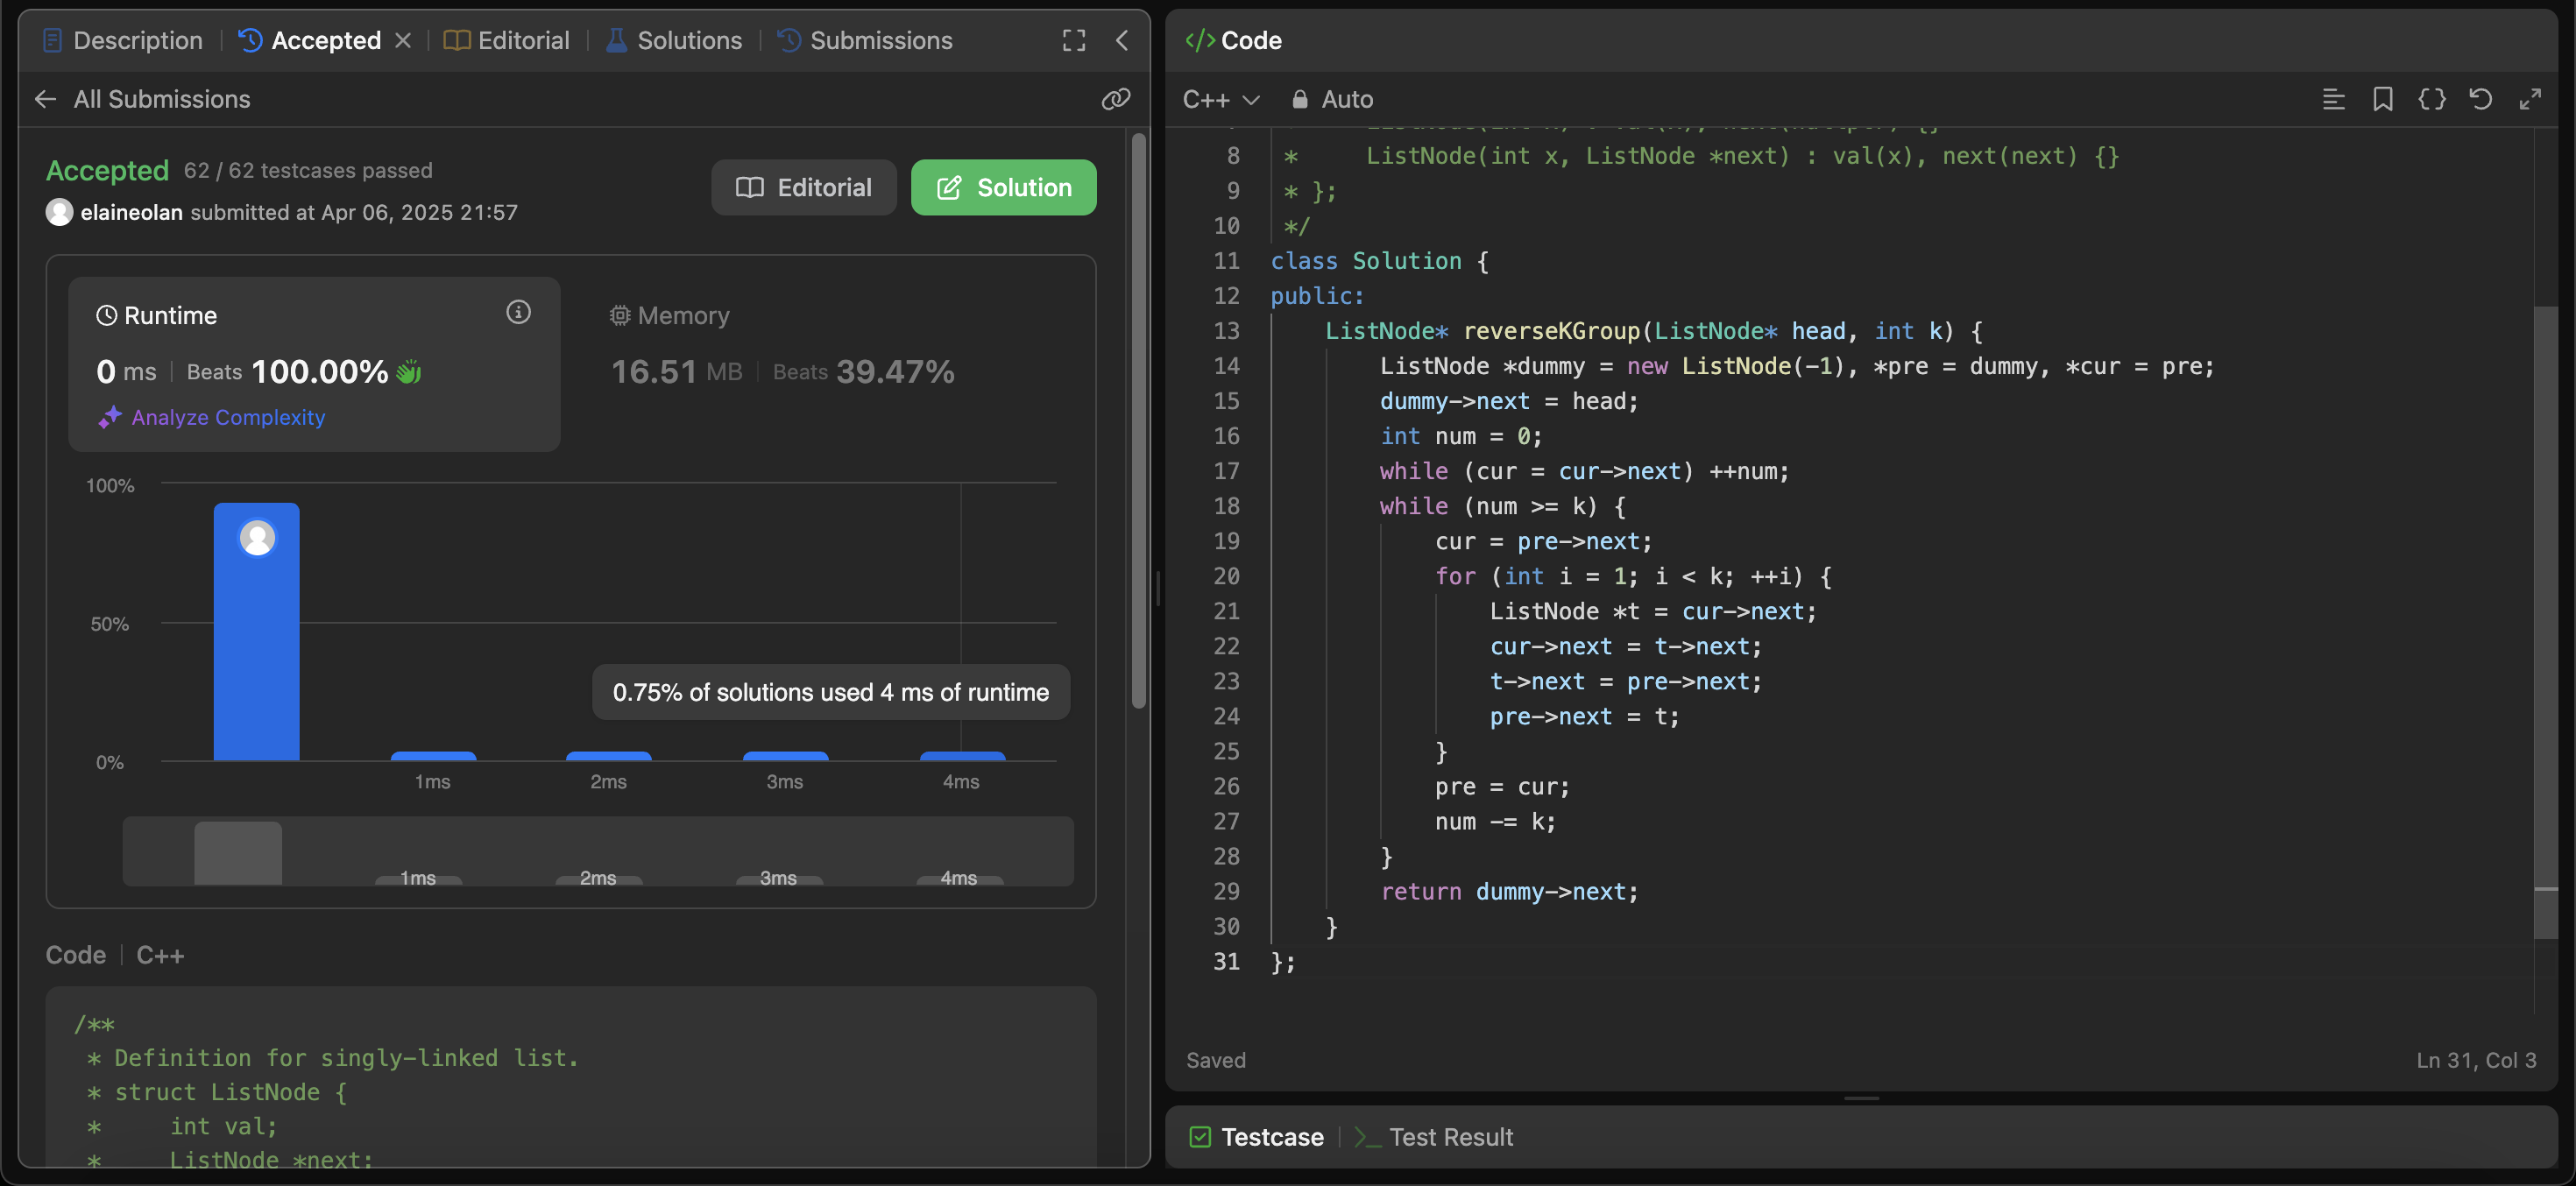 Description
Accepted
Editorial
Solutions
Submissions
All Submissions
Accepted 62 / 62 testcases passed
elaineolan submitted at Apr 06, 2025 21:57
Editorial
Solution
Runtime
0 ms Beats 100.00%
Analyze Complexity
Memory
16.51 MB Beats 39.47%
100%
50%
0%
0.75% of solutions used 4 ms of runtime
1ms 2ms 3ms 4ms
1ms 2ms 3ms 4ms
Code C++
/**
* Definition for singly-linked list.
* struct ListNode {
*     int val;
*     ListNode *next;
</> Code
C++ Auto
8 *     ListNode(int x, ListNode *next) : val(x), next(next) {}
9 * };
10 */
11 class Solution {
12 public:
13     ListNode* reverseKGroup(ListNode* head, int k) {
14         ListNode *dummy = new ListNode(-1), *pre = dummy, *cur = pre;
15         dummy->next = head;
16         int num = 0;
17         while (cur = cur->next) ++num;
18         while (num >= k) {
19             cur = pre->next;
20             for (int i = 1; i < k; ++i) {
21                 ListNode *t = cur->next;
22                 cur->next = t->next;
23                 t->next = pre->next;
24                 pre->next = t;
25             }
26             pre = cur;
27             num -= k;
28         }
29         return dummy->next;
30     }
31 };
Saved
Ln 31, Col 3
Testcase
Test Result